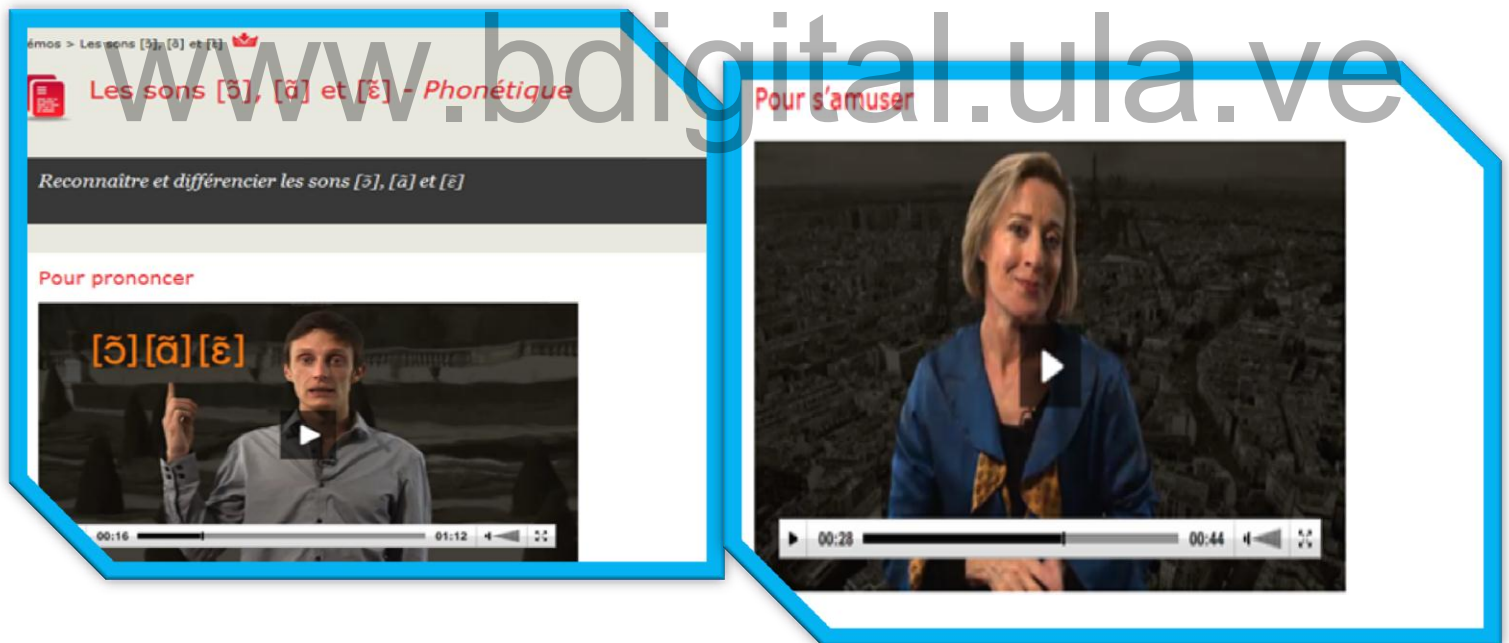 www.bdigital.ula.ve
émos > Les sons [ɔ̃], [ɑ̃] et [ɛ̃]
Les sons [ɔ̃], [ɑ̃] et [ɛ̃] - Phonétique
Reconnaître et différencier les sons [ɔ̃], [ɑ̃] et [ɛ̃]
Pour prononcer
[ɔ̃] [ɑ̃] [ɛ̃]
00:16 01:12
Pour s'amuser
00:28 00:44